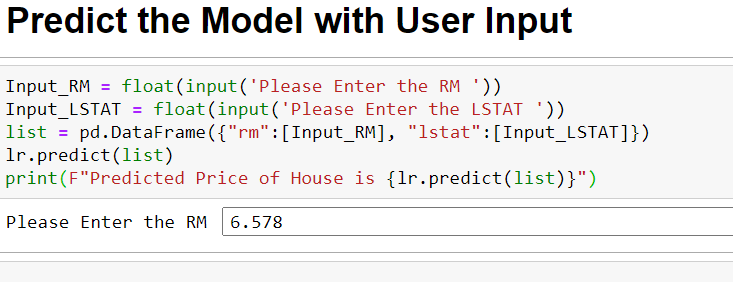 Predict the Model with User Input
Input_RM = float(input('Please Enter the RM '))
Input_LSTAT = float(input('Please Enter the LSTAT '))
list = pd.DataFrame({"rm":[Input_RM], "lstat":[Input_LSTAT]})
lr.predict(list)
print(F"Predicted Price of House is {lr.predict(list)}")
Please Enter the RM 6.578